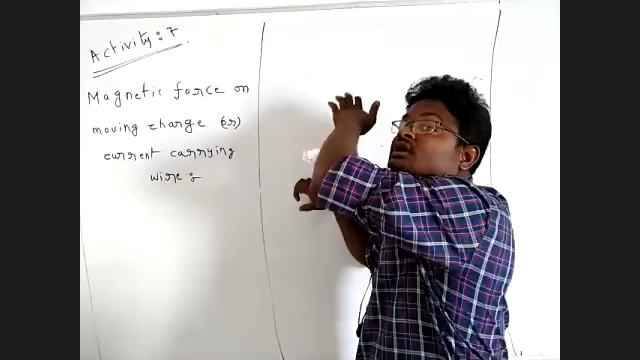 Activity: 7
Magnetic force on
moving charge (or)
current carrying
wire :